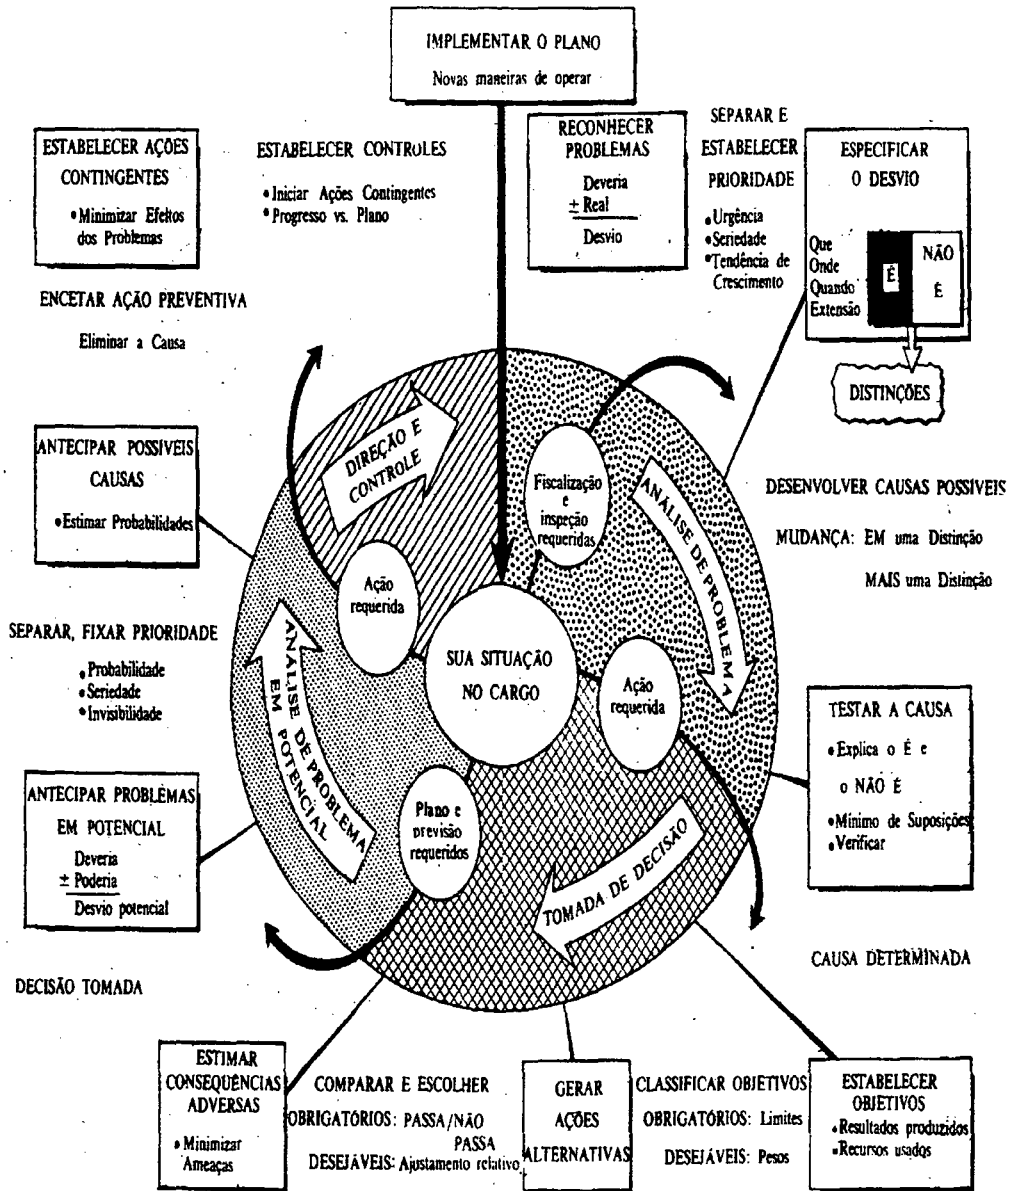 IMPLEMENTAR O PLANO
Novas maneiras de operar
ESTABELECER AÇÕES
CONTINGENTES
• Minimizar Efeitos
dos Problemas
ESTABELECER CONTROLES
• Iniciar Ações Contingentes
• Progresso vs. Plano
RECONHECER
PROBLEMAS
Deveria
± Real
Desvio
SEPARAR E
ESTABELECER
PRIORIDADE
• Urgência
• Seriedade
• Tendência de
Crescimento
ESPECIFICAR
O DESVIO
Que
Onde
Quando
Extensão
É
NÃO
É
DISTINÇÕES
ENCETAR AÇÃO PREVENTIVA
Eliminar a Causa
ANTECIPAR POSSÍVEIS
CAUSAS
• Estimar Probabilidades
DIREÇÃO E
CONTROLE
Fiscalização
e
inspeção
requeridas
ANÁLISE DE PROBLEMA
DESENVOLVER CAUSAS POSSÍVEIS
MUDANÇA: EM uma Distinção
MAIS uma Distinção
Ação
requerida
SEPARAR, FIXAR PRIORIDADE
• Probabilidade
• Seriedade
• Invisibilidade
SUA SITUAÇÃO
NO CARGO
Ação
requerida
TESTAR A CAUSA
• Explica o É e
o NÃO É
• Mínimo de Suposições
• Verificar
ANÁLISE DE PROBLEMA
EM POTENCIAL
ANTECIPAR PROBLEMAS
EM POTENCIAL
Deveria
± Poderia
Desvio potencial
Plano e
previsão
requeridos
TOMADA DE DECISÃO
CAUSA DETERMINADA
DECISÃO TOMADA
ESTIMAR
CONSEQUÊNCIAS
ADVERSAS
• Minimizar
Ameaças
COMPARAR E ESCOLHER
OBRIGATÓRIOS: PASSA/NÃO
PASSA
DESEJÁVEIS: Ajustamento relativo
GERAR
AÇÕES
ALTERNATIVAS
CLASSIFICAR OBJETIVOS
OBRIGATÓRIOS: Limites
DESEJÁVEIS: Pesos
ESTABELECER
OBJETIVOS
• Resultados produzidos
• Recursos usados